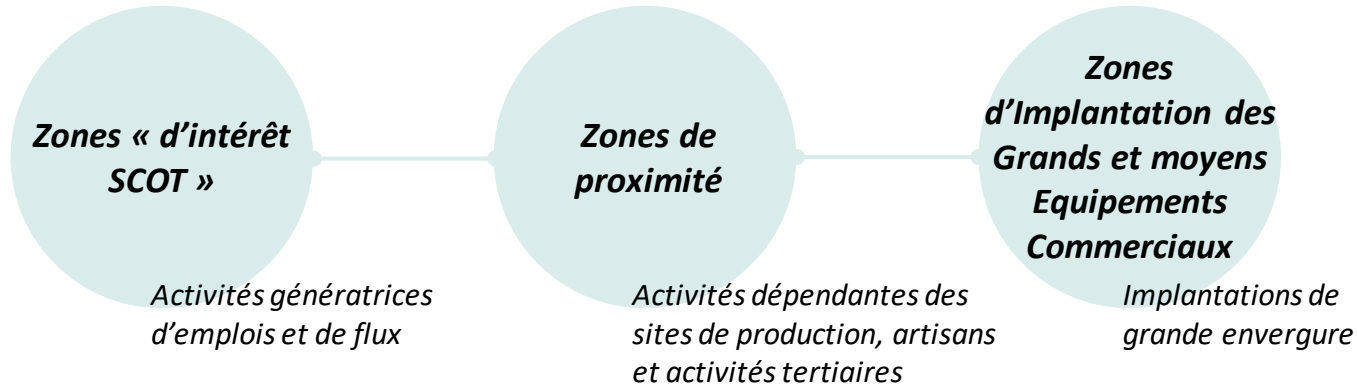 Zones « d’intérêt
SCOT »
Activités génératrices
d’emplois et de flux
Zones de
proximité
Activités dépendantes des
sites de production, artisans
et activités tertiaires
Zones
d’Implantation des
Grands et moyens
Equipements
Commerciaux
Implantations de
grande envergure